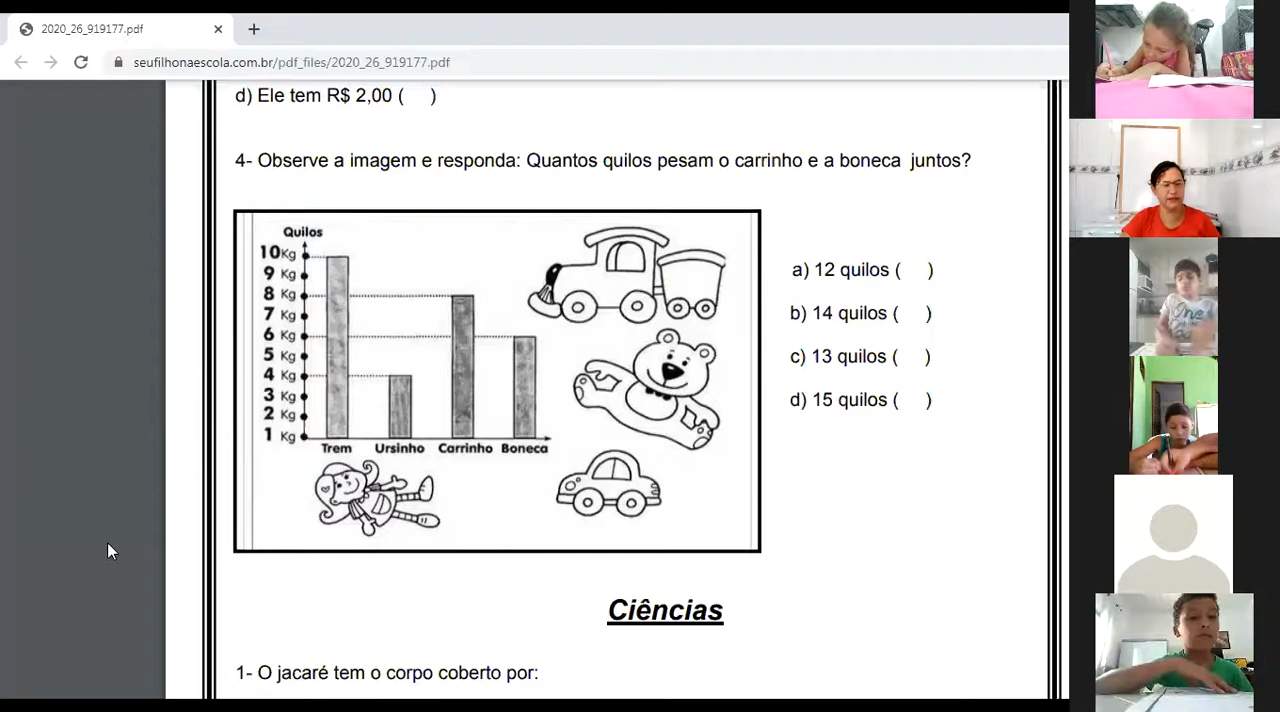 2020_26_919177.pdf
seufilhonaescola.com.br/pdf_files/2020_26_919177.pdf
d) Ele tem R$ 2,00 (     )
4- Observe a imagem e responda: Quantos quilos pesam o carrinho e a boneca juntos?
Quilos
10 Kg
9 Kg
8 Kg
7 Kg
6 Kg
5 Kg
4 Kg
3 Kg
2 Kg
1 Kg
Trem Ursinho Carrinho Boneca
a) 12 quilos (     )
b) 14 quilos (     )
c) 13 quilos (     )
d) 15 quilos (     )
Ciências
1- O jacaré tem o corpo coberto por: